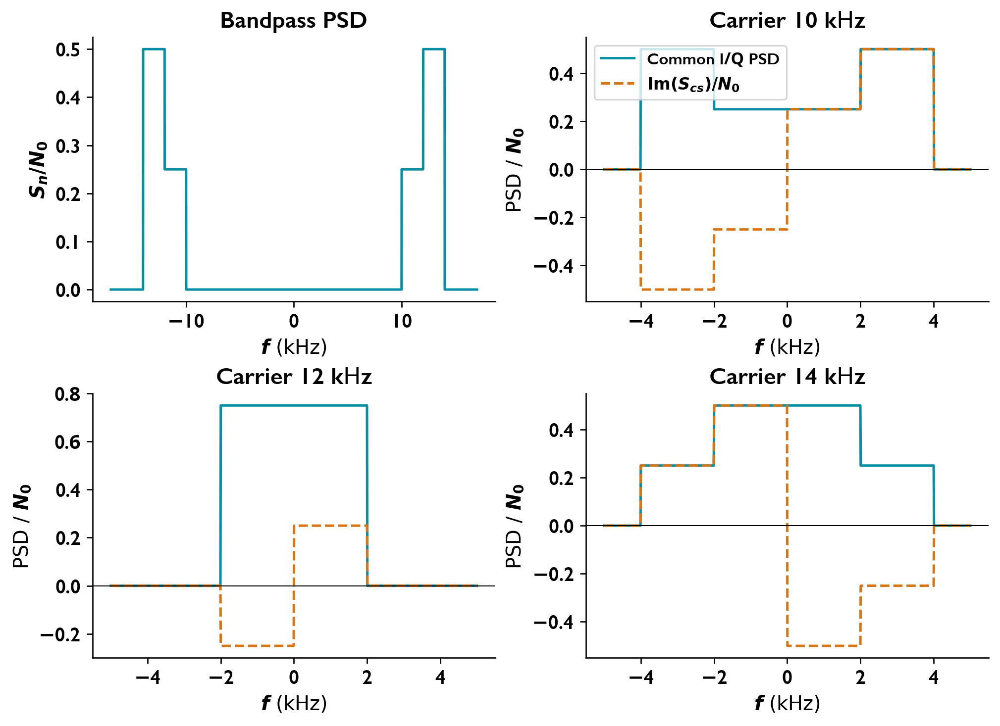 Bandpass PSD
0.5
0.4
0.3
0.2
0.1
0.0
S_n/N_0
−10 0 10
f (kHz)
Carrier 10 kHz
Common I/Q PSD
Im(S_cs)/N_0
0.4
0.2
0.0
−0.2
−0.4
PSD / N_0
−4 −2 0 2 4
f (kHz)
Carrier 12 kHz
0.8
0.6
0.4
0.2
0.0
−0.2
PSD / N_0
−4 −2 0 2 4
f (kHz)
Carrier 14 kHz
0.4
0.2
0.0
−0.2
−0.4
PSD / N_0
−4 −2 0 2 4
f (kHz)